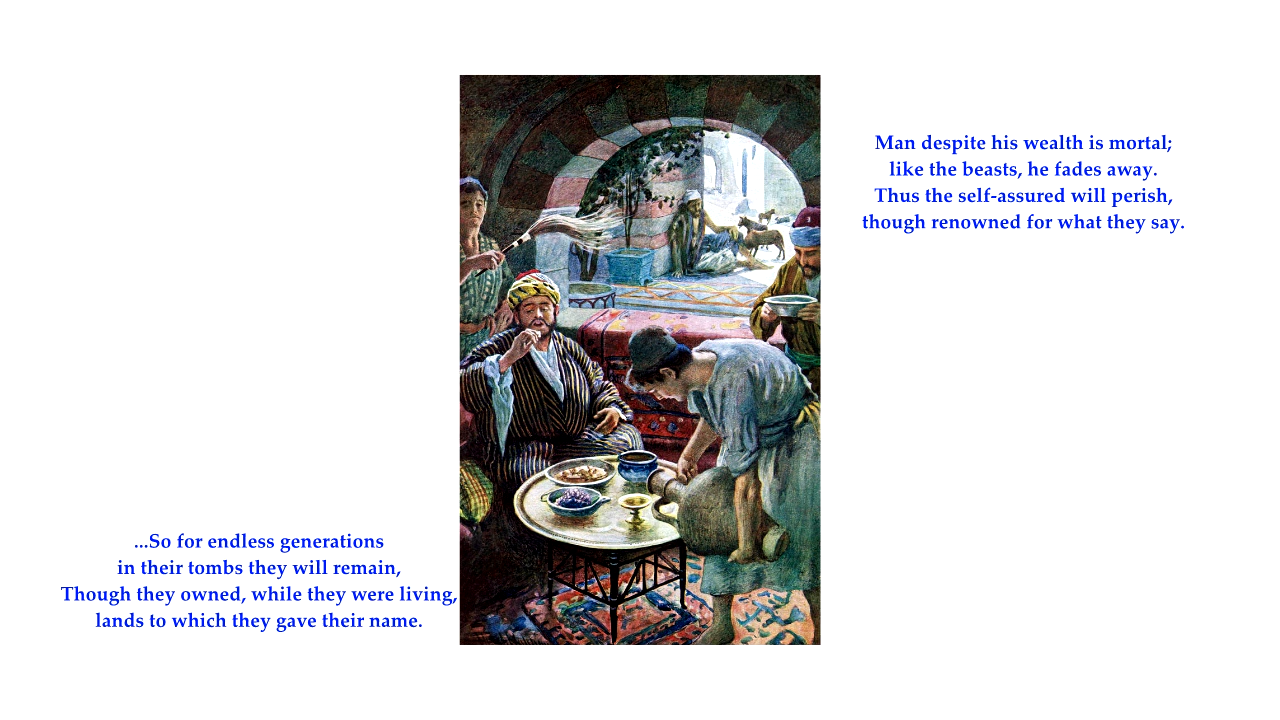 Man despite his wealth is mortal;
like the beasts, he fades away.
Thus the self-assured will perish,
though renowned for what they say.
...So for endless generations
in their tombs they will remain,
Though they owned, while they were living,
lands to which they gave their name.